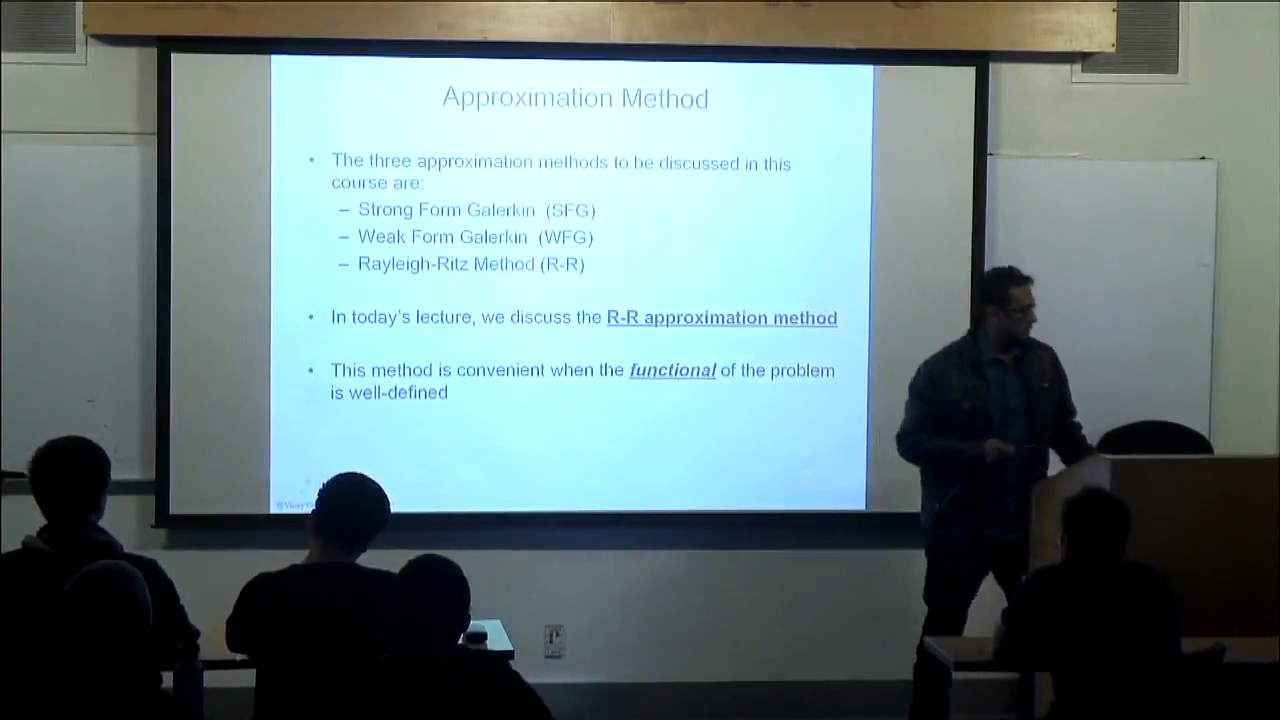 Approximation Method
• The three approximation methods to be discussed in this
course are:
– Strong Form Galerkin (SFG)
– Weak Form Galerkin (WFG)
– Rayleigh-Ritz Method (R-R)
• In today's lecture, we discuss the R-R approximation method
• This method is convenient when the functional of the problem
is well-defined